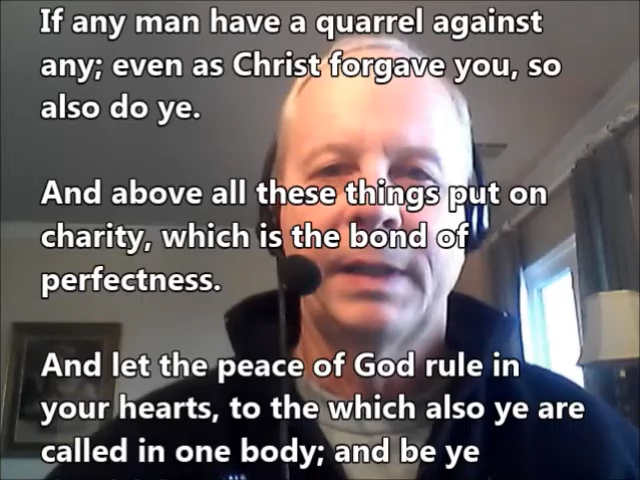 If any man have a quarrel against
any; even as Christ forgave you, so
also do ye.
And above all these things put on
charity, which is the bond of
perfectness.
And let the peace of God rule in
your hearts, to the which also ye are
called in one body; and be ye